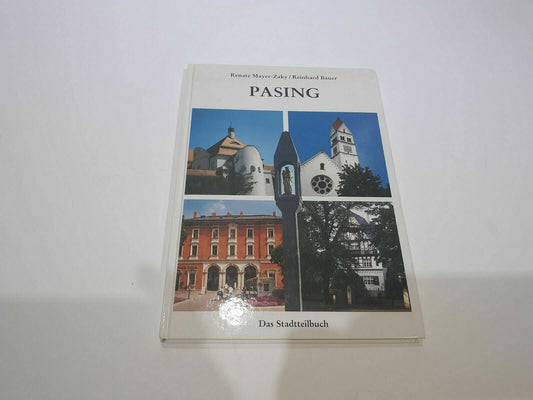 Renate Mayer-Zaky/Reinhard Bauer
PASING
Das Stadtteilbuch